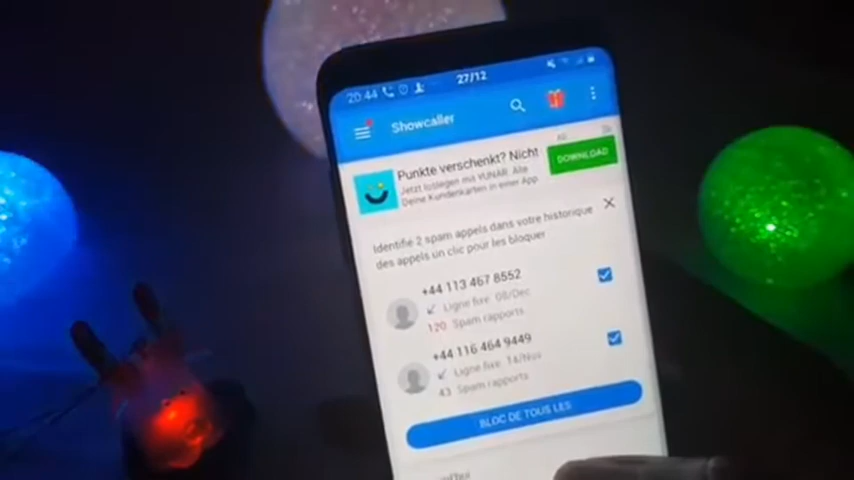 20:44
27/12
Showcaller
Punkte verschenkt? Nicht
Jetzt loslegen mit YUNAR. Alle
Deine Kundenkarten in einer App.
AD
DOWNLOAD
Identifié 2 spam appels dans votre historique
des appels un clic pour les bloquer
+44 113 467 8552
Ligne fixe 08/Dec
120 Spam rapports
+44 116 464 9449
Ligne fixe 14/Nov
43 Spam rapports
BLOC DE TOUS LES